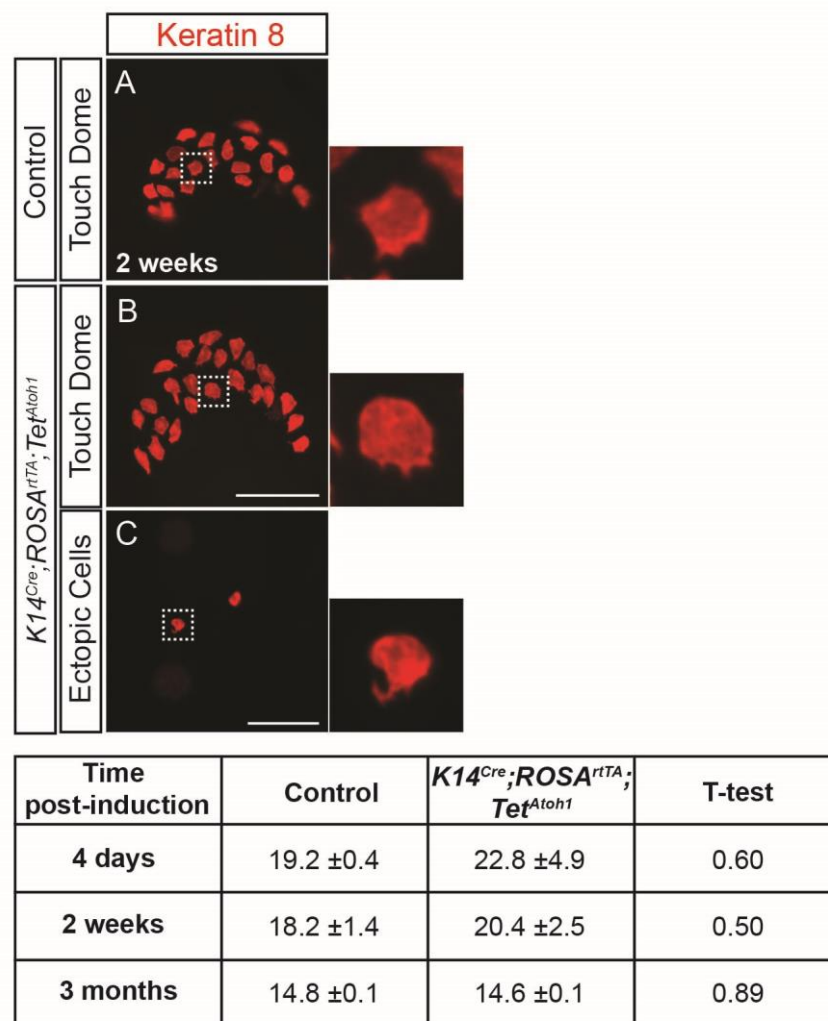 Keratin 8
Control
Touch Dome
A
2 weeks
K14Cre;ROSArtTA;TetAtoh1
Touch Dome
B
Ectopic Cells
C
Time post-induction Control K14Cre;ROSArtTA; TetAtoh1 T-test
4 days 19.2 ±0.4 22.8 ±4.9 0.60
2 weeks 18.2 ±1.4 20.4 ±2.5 0.50
3 months 14.8 ±0.1 14.6 ±0.1 0.89